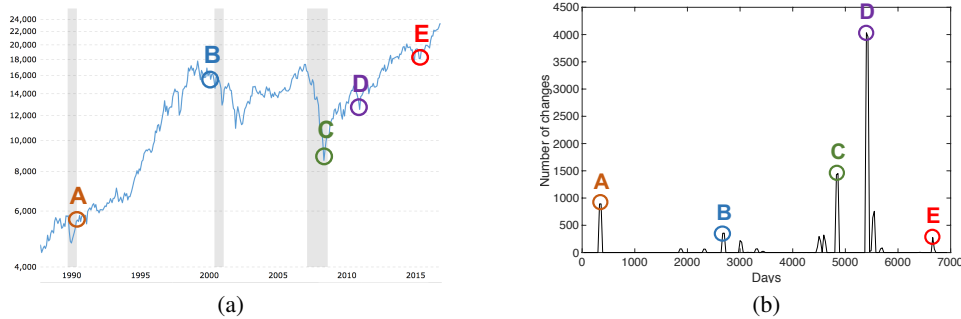 24,000
22,000
20,000
18,000
16,000
14,000
12,000
10,000
8,000
6,000
4,000
A
B
C
D
E
1990
1995
2000
2005
2010
2015
(a)
Number of changes
4500
4000
3500
3000
2500
2000
1500
1000
500
0
A
B
C
D
E
0 1000 2000 3000 4000 5000 6000 7000
Days
(b)